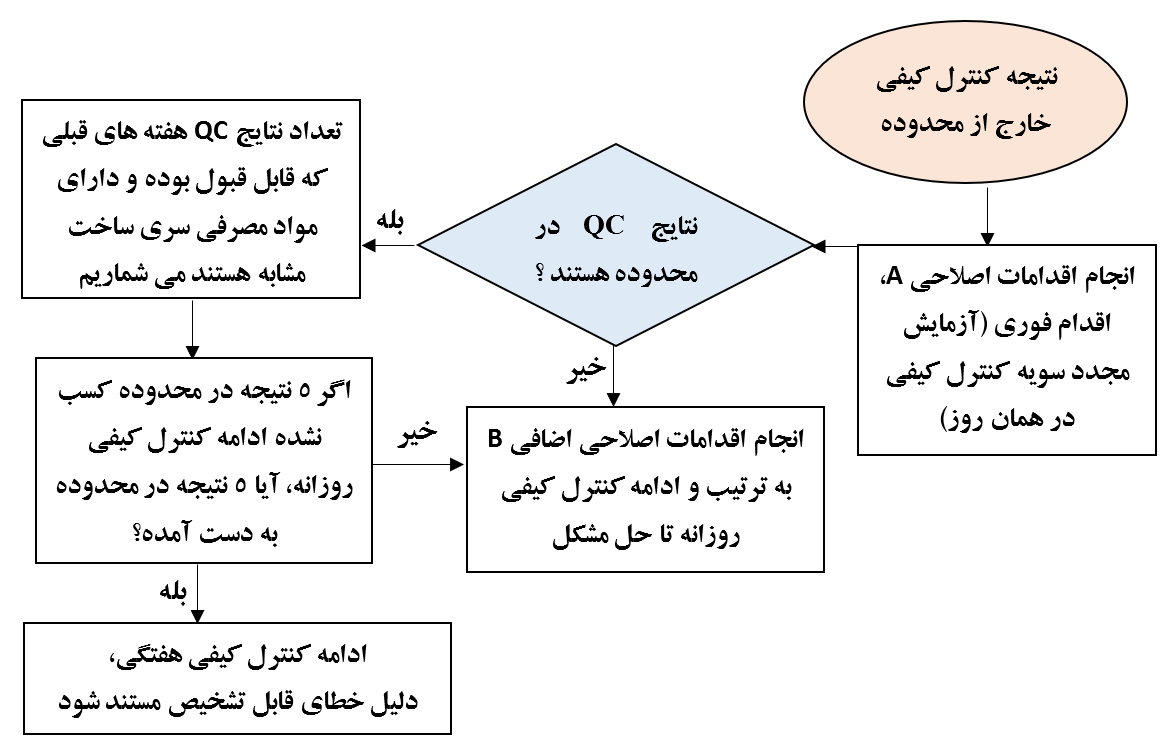 نتیجه کنترل کیفی
خارج از محدوده
انجام اقدامات اصلاحی A،
اقدام فوری (آزمایش
مجدد سویه کنترل کیفی
در همان روز)
نتایج QC در
محدوده هستند ؟
بله
خیر
تعداد نتایج QC هفته های قبلی
که قابل قبول بوده و دارای
مواد مصرفی سری ساخت
مشابه هستند می شماریم
اگر ٥ نتیجه در محدوده کسب
نشده ادامه کنترل کیفی
روزانه، آیا ٥ نتیجه در محدوده
به دست آمده؟
خیر
انجام اقدامات اصلاحی اضافی B
به ترتیب و ادامه کنترل کیفی
روزانه تا حل مشکل
بله
ادامه کنترل کیفی هفتگی،
دلیل خطای قابل تشخیص مستند شود